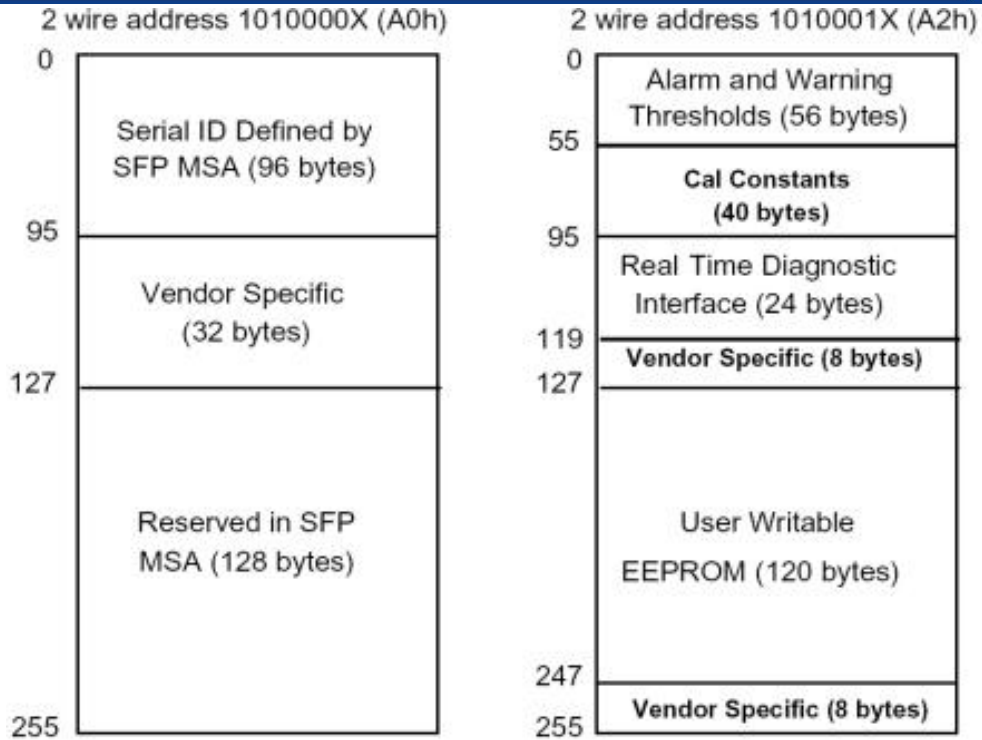 2 wire address 1010000X (A0h)
0
Serial ID Defined by
SFP MSA (96 bytes)
95
Vendor Specific
(32 bytes)
127
Reserved in SFP
MSA (128 bytes)
255
2 wire address 1010001X (A2h)
0
Alarm and Warning
Thresholds (56 bytes)
55
Cal Constants
(40 bytes)
95
Real Time Diagnostic
Interface (24 bytes)
119
Vendor Specific (8 bytes)
127
User Writable
EEPROM (120 bytes)
247
Vendor Specific (8 bytes)
255